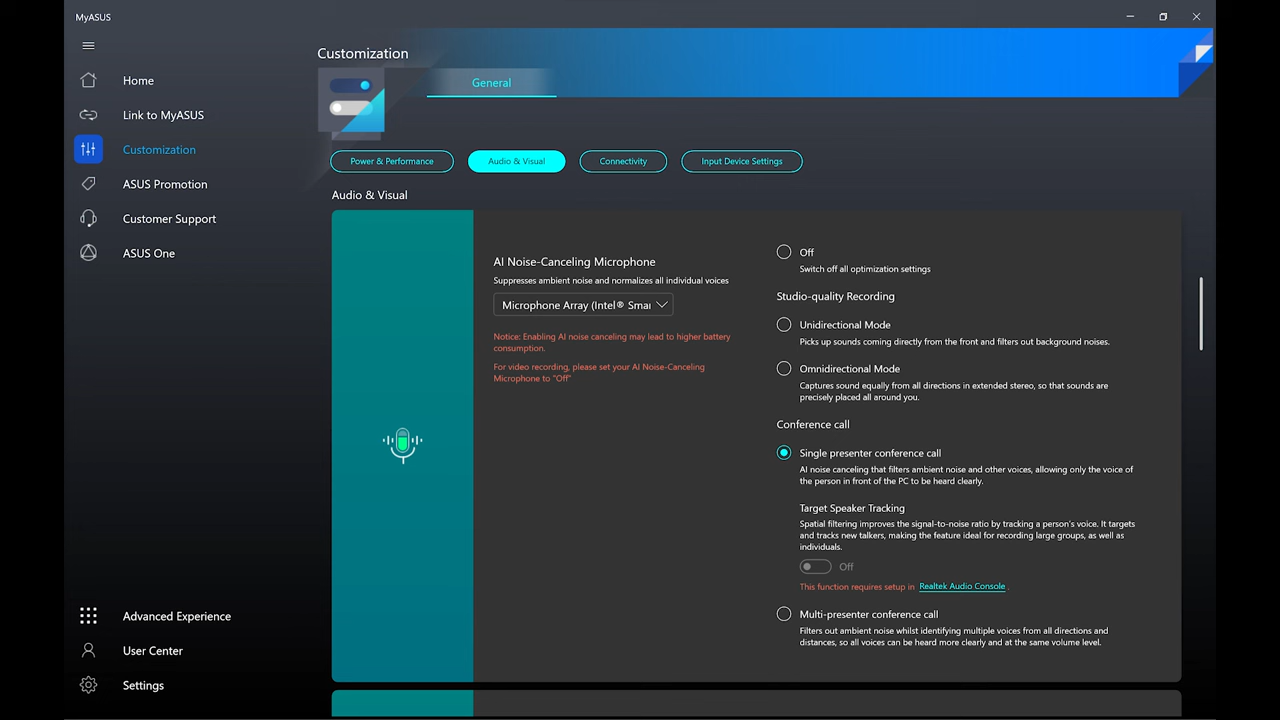 MyASUS
Customization
Home
Link to MyASUS
Customization
ASUS Promotion
Customer Support
ASUS One
Advanced Experience
User Center
Settings
General
Power & Performance
Audio & Visual
Connectivity
Input Device Settings
Audio & Visual
AI Noise-Canceling Microphone
Suppresses ambient noise and normalizes all individual voices
Microphone Array (Intel® Smar
Notice: Enabling AI noise canceling may lead to higher battery
consumption.
For video recording, please set your AI Noise-Canceling
Microphone to "Off"
Off
Switch off all optimization settings
Studio-quality Recording
Unidirectional Mode
Picks up sounds coming directly from the front and filters out background noises.
Omnidirectional Mode
Captures sound equally from all directions in extended stereo, so that sounds are
precisely placed all around you.
Conference call
Single presenter conference call
AI noise canceling that filters ambient noise and other voices, allowing only the voice of
the person in front of the PC to be heard clearly.
Target Speaker Tracking
Spatial filtering improves the signal-to-noise ratio by tracking a person's voice. It targets
and tracks new talkers, making the feature ideal for recording large groups, as well as
individuals.
Off
This function requires setup in Realtek Audio Console .
Multi-presenter conference call
Filters out ambient noise whilst identifying multiple voices from all directions and
distances, so all voices can be heard more clearly and at the same volume level.